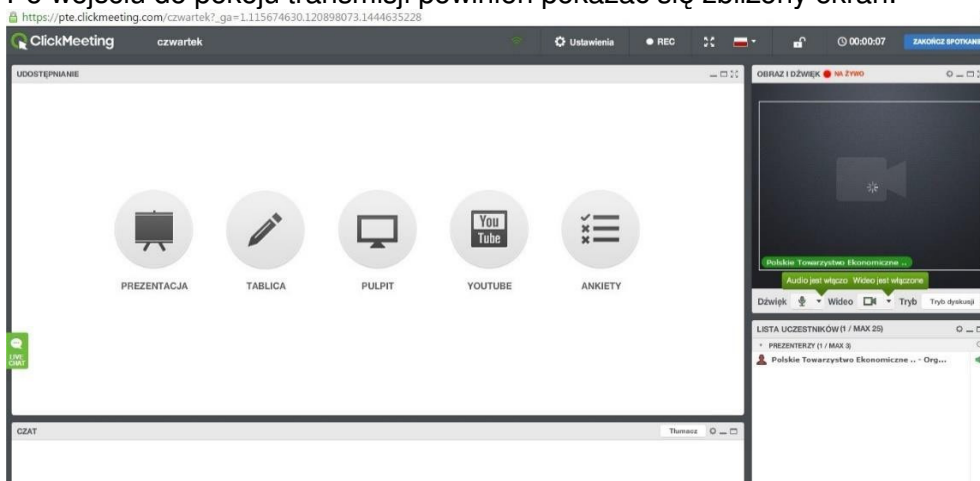 Po wejściu do pokoju transmisji powinien pokazać się zbliżony ekran:
https://pte.clickmeeting.com/czwartek?_ga=1.115674630.120898073.1444635228
ClickMeeting czwartek Ustawienia REC 00:00:07 ZAKOŃCZ SPOTKANIE
UDOSTĘPNIANIE
OBRAZ I DŹWIĘK NA ŻYWO
You
Tube
PREZENTACJA TABLICA PULPIT YOUTUBE ANKIETY
Polskie Towarzystwo Ekonomiczne ..
Audio jest włączo Wideo jest włączone
Dźwięk Wideo Tryb Tryb dyskusji
LISTA UCZESTNIKÓW (1 / MAX 25)
PREZENTERZY (1 / MAX 3)
Polskie Towarzystwo Ekonomiczne .. - Org...
LIVE
CHAT
CZAT Tłumacz